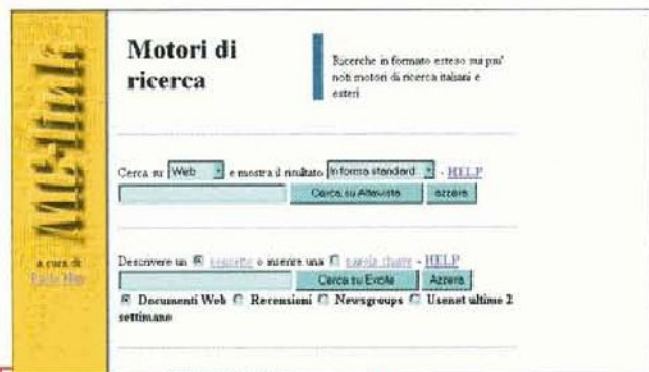 Motori di
ricerca
Ricerche in formato esteso sui piu'
noti motori di ricerca italiani e
esteri
Cerca su Web e mostra il risultato In forma standard - HELP
Cerca su Altavista azzera
a cura di
Descrivere un concetto o inserire una parola chiave - HELP
Cerca su Excite Azzera
Documenti Web Recensioni Newsgroups Usenet ultime 2
settimane